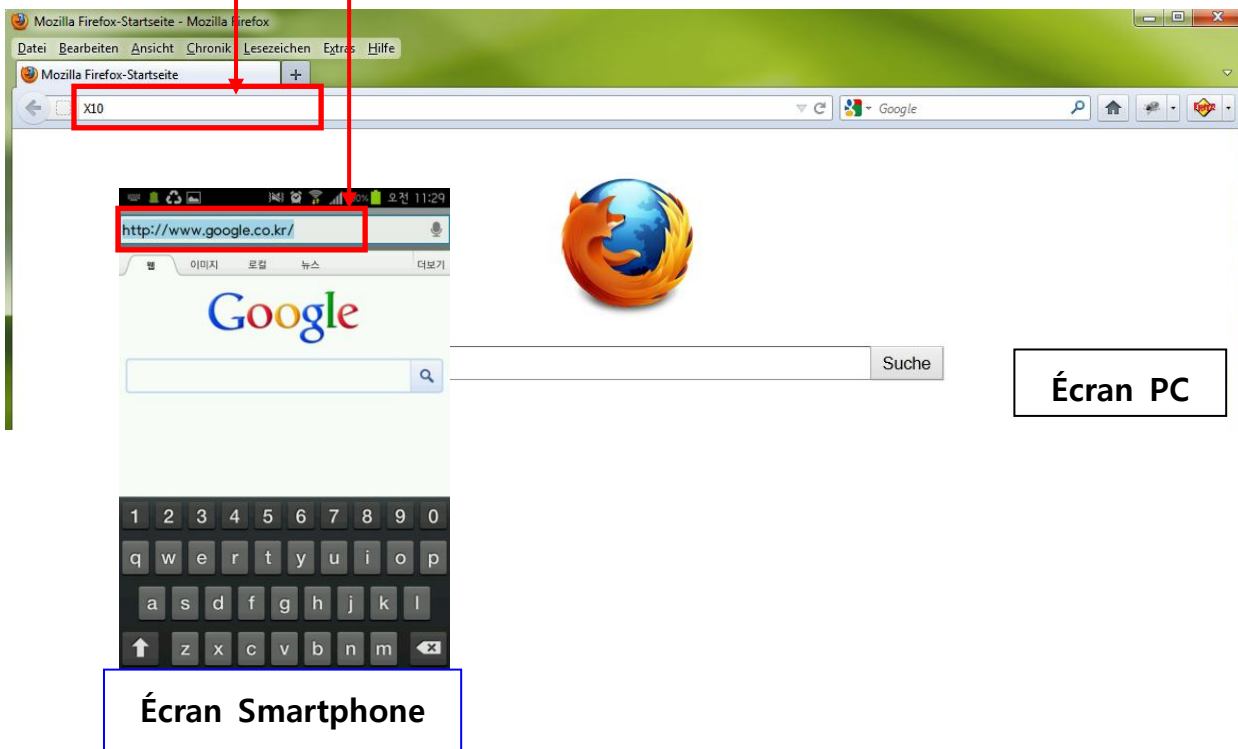 Mozilla Firefox-Startseite - Mozilla Firefox
Datei Bearbeiten Ansicht Chronik Lesezeichen Extras Hilfe
Mozilla Firefox-Startseite
X10
Google
오전 11:29
http://www.google.co.kr/
웹 이미지 로컬 뉴스 더보기
Google
Suche
Écran PC
1 2 3 4 5 6 7 8 9 0
q w e r t y u i o p
a s d f g h j k l
z x c v b n m
Écran Smartphone